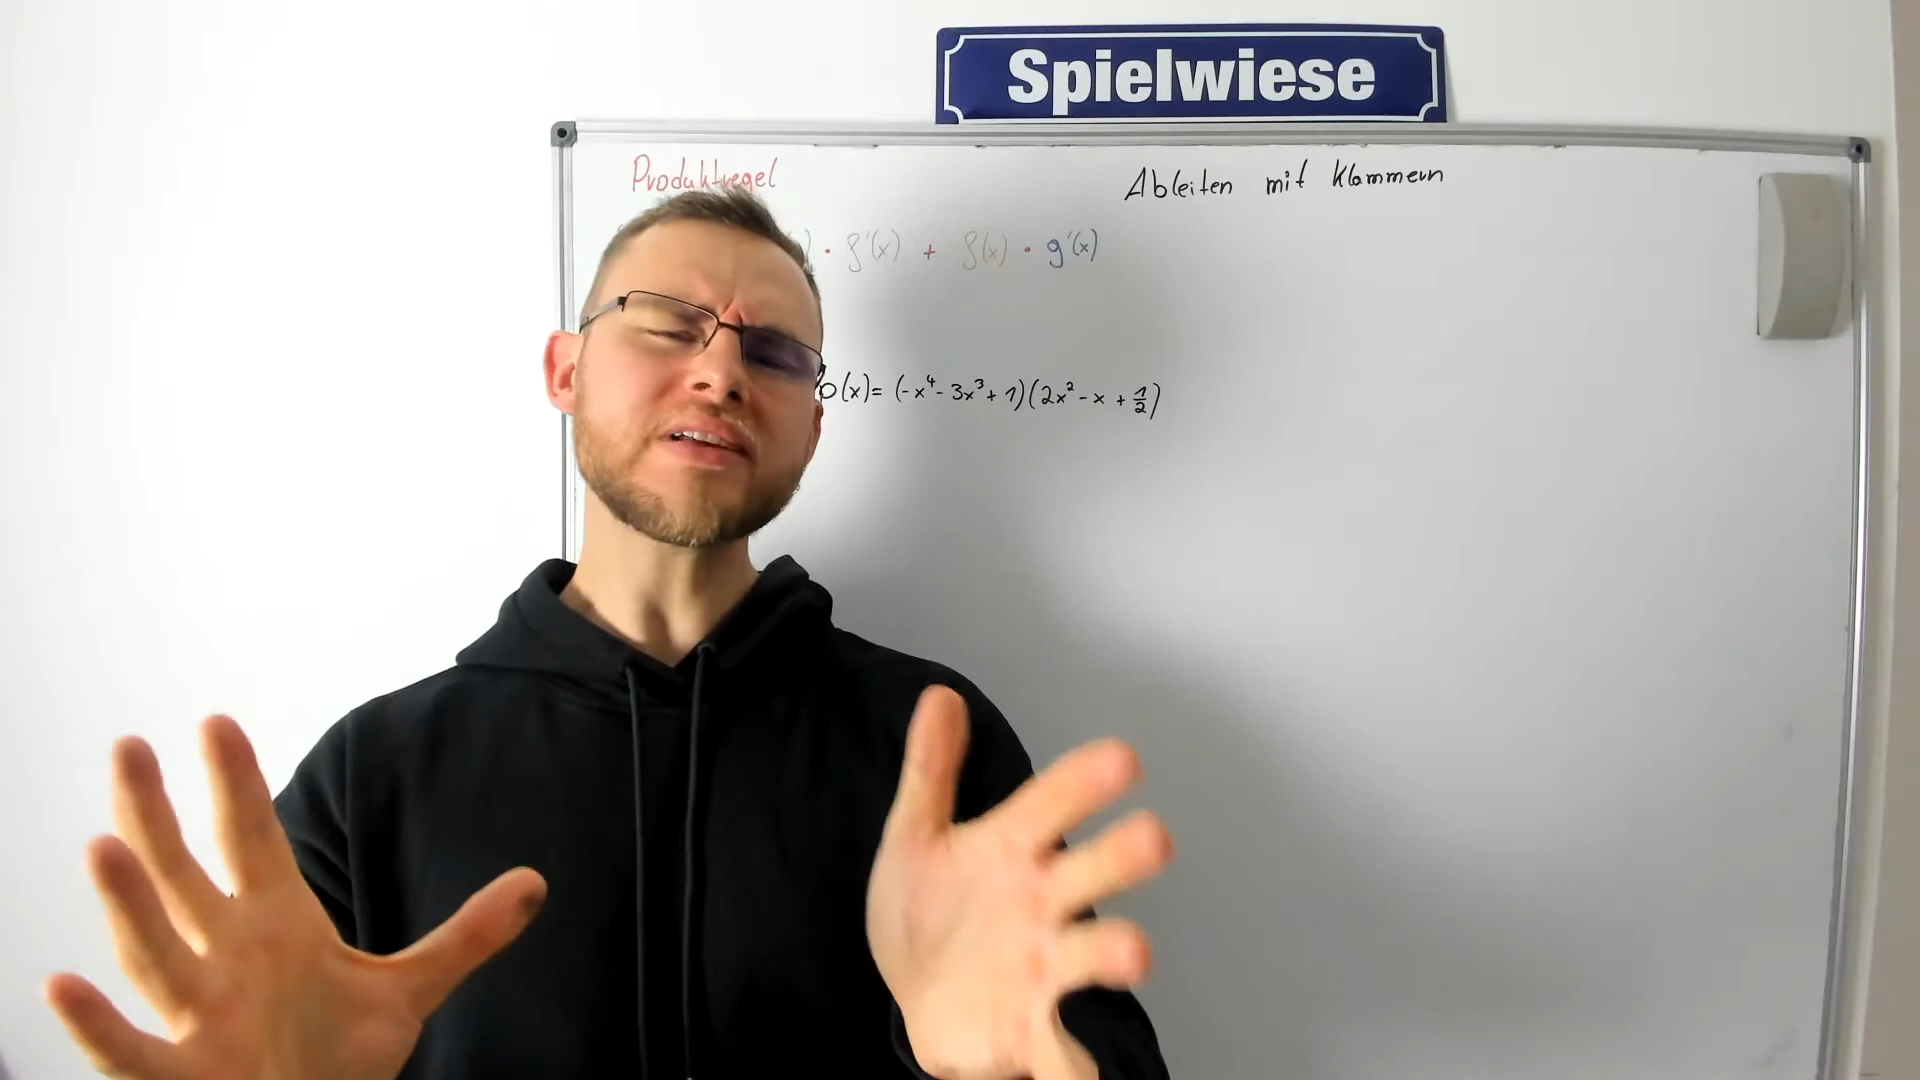 Spielwiese
Produktregel
Ableiten mit Klammern
) · f'(x) + f(x) · g'(x)
p(x)= (-x⁴- 3x³+ 1)(2x² - x + 1/2)